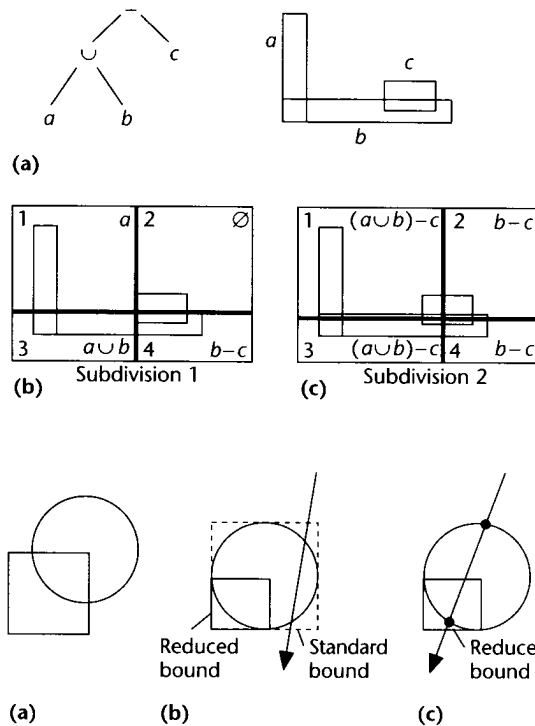 −
∪ c
a b
a
c
b
(a)
1 a 2 ∅
3 a∪b 4 b−c
(b) Subdivision 1
1 (a∪b)−c 2 b−c
3 (a∪b)−c 4 b−c
(c) Subdivision 2
Reduced bound
Standard bound
Reduce bound
(a) (b) (c)